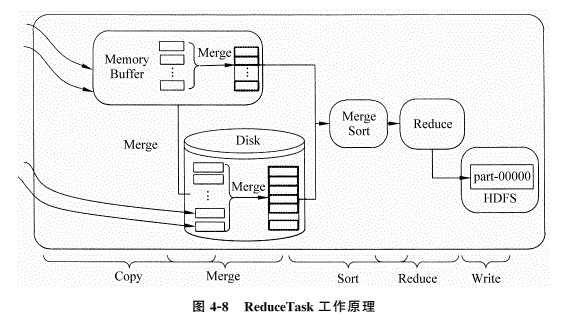 Memory
Buffer
Merge
Merge
Disk
Merge
Merge
Sort
Reduce
part-00000
HDFS
Copy
Merge
Sort
Reduce
Write
图 4-8 ReduceTask 工作原理